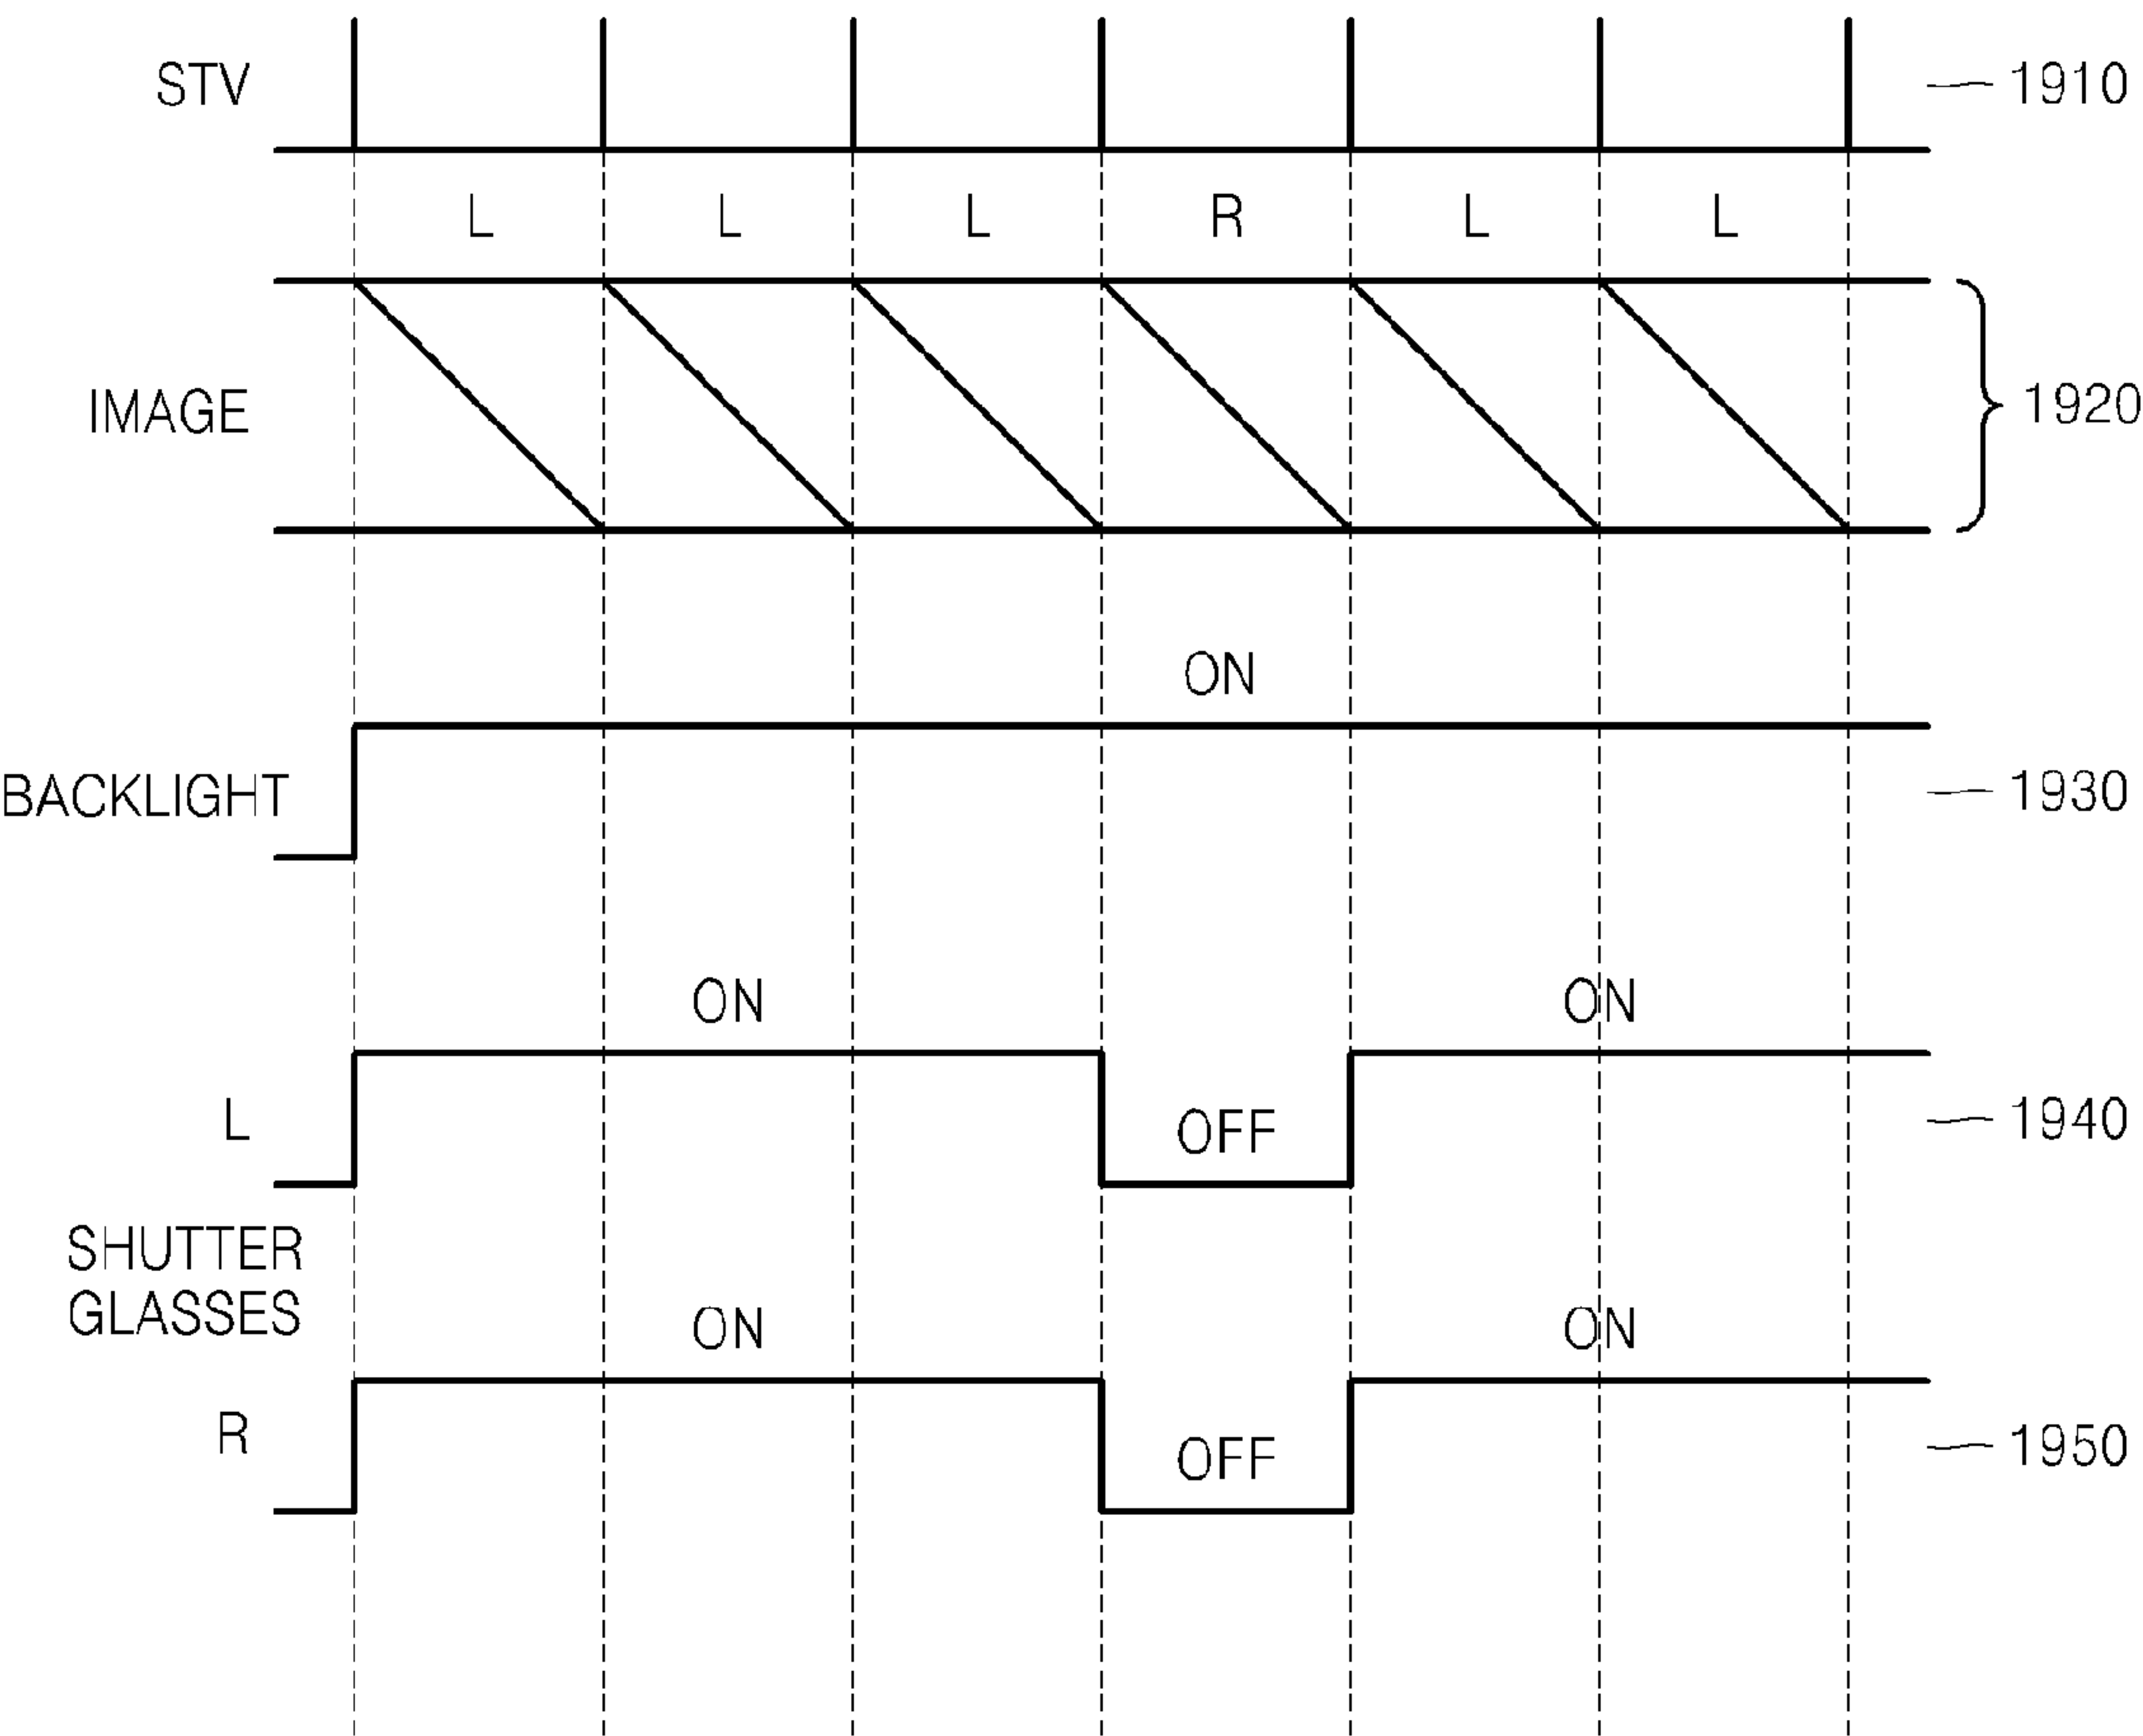 STV
1910
L L L R L L
IMAGE
1920
ON
BACKLIGHT
1930
ON ON
L
OFF
1940
SHUTTER
GLASSES
ON ON
R
OFF
1950